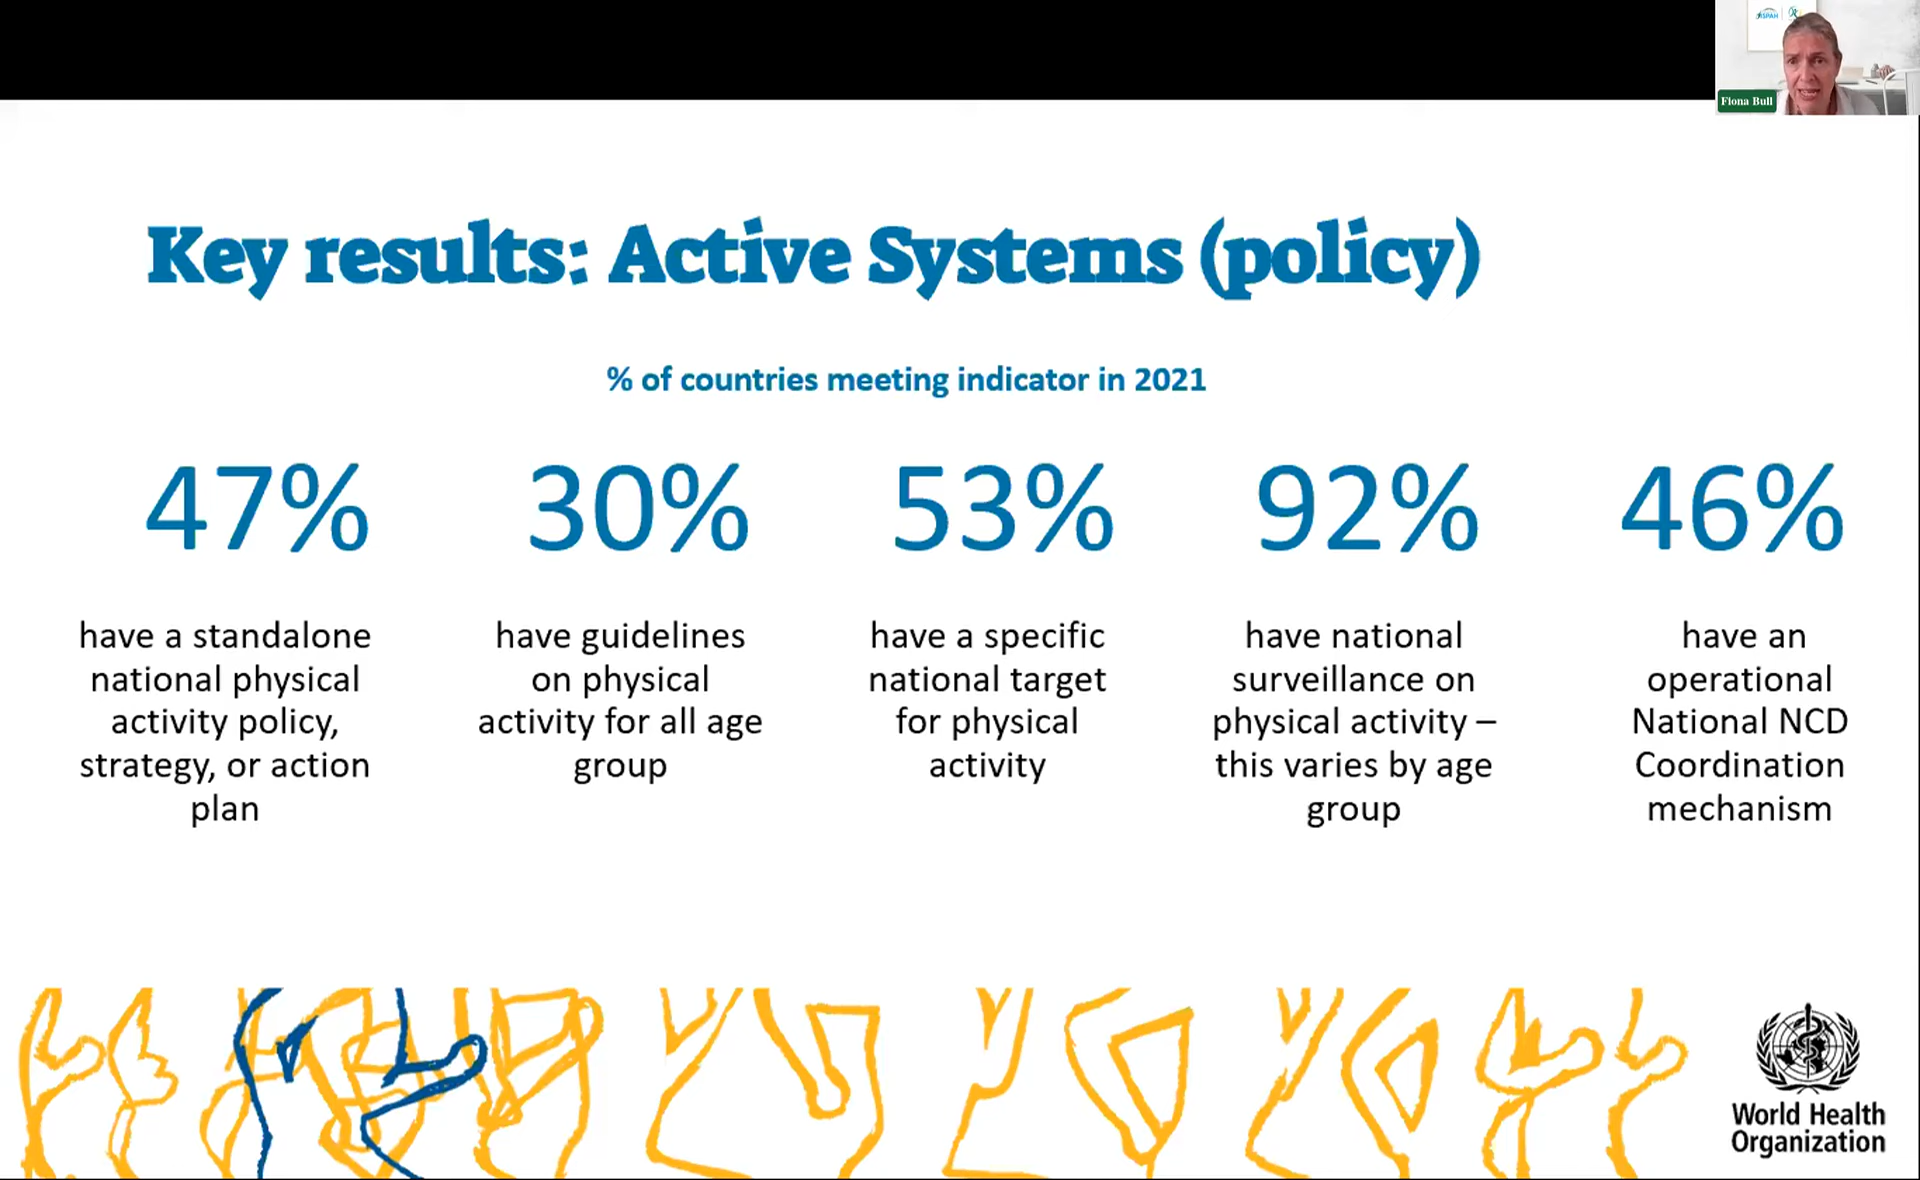 ISPAH
Fiona Bull
Key results: Active Systems (policy)
% of countries meeting indicator in 2021
47%
have a standalone
national physical
activity policy,
strategy, or action
plan
30%
have guidelines
on physical
activity for all age
group
53%
have a specific
national target
for physical
activity
92%
have national
surveillance on
physical activity –
this varies by age
group
46%
have an
operational
National NCD
Coordination
mechanism
World Health
Organization